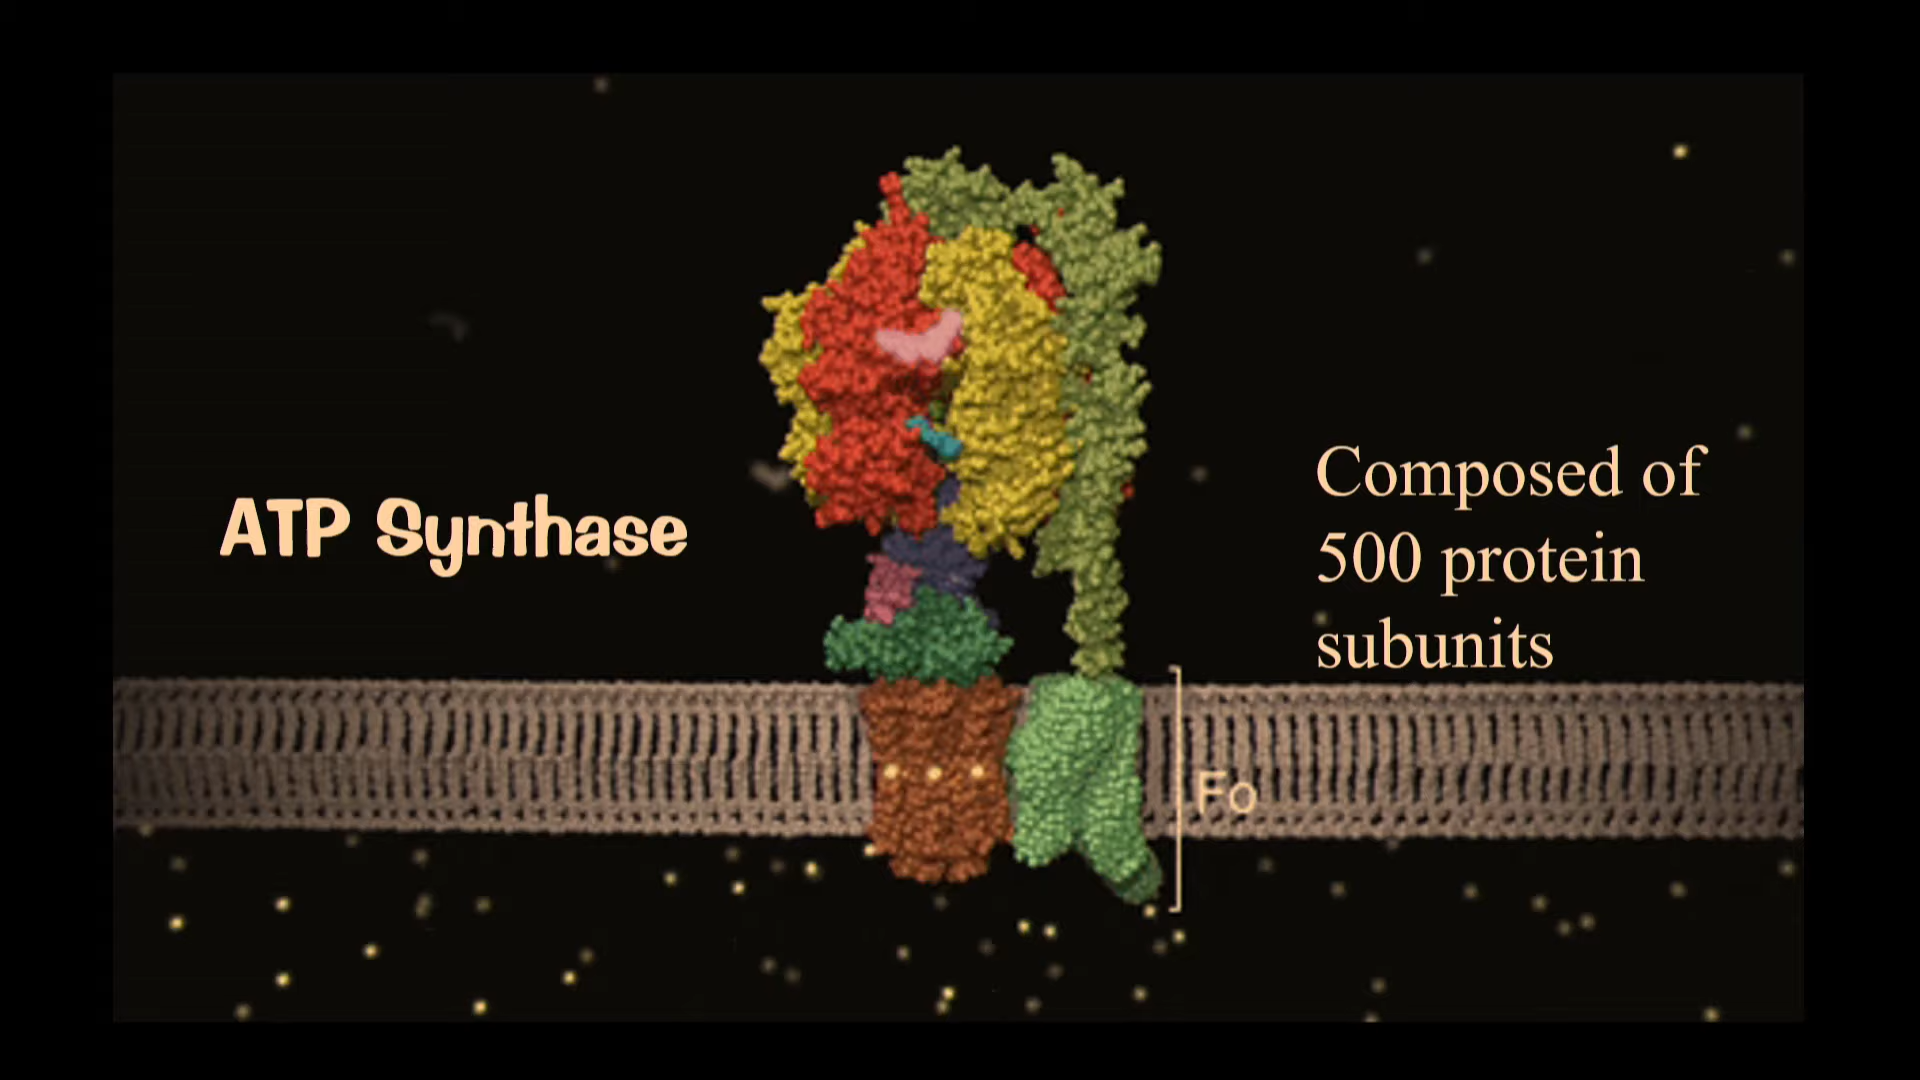 ATP Synthase
Composed of
500 protein
subunits
Fo